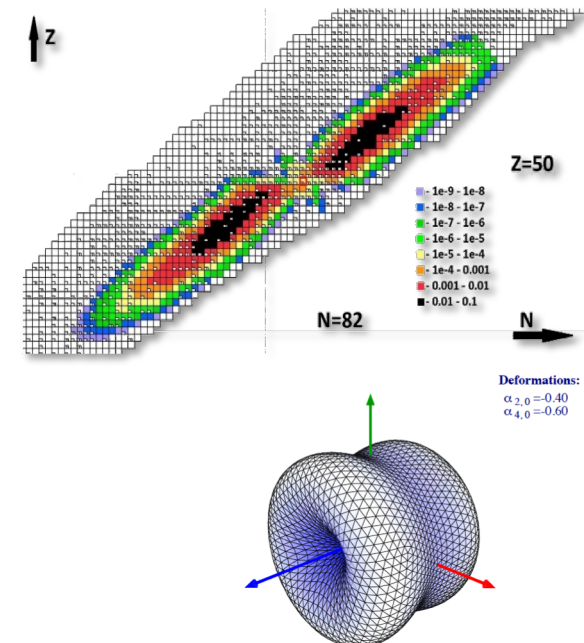 Z
Z=50
- 1e-9 - 1e-8
- 1e-8 - 1e-7
- 1e-7 - 1e-6
- 1e-6 - 1e-5
- 1e-5 - 1e-4
- 1e-4 - 0.001
- 0.001 - 0.01
- 0.01 - 0.1
N=82
N
Deformations:
α 2,0 =-0.40
α 4,0 =-0.60